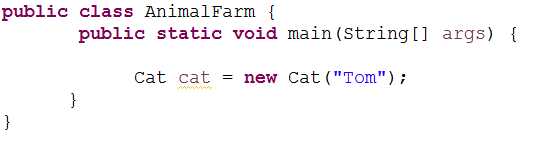 public class AnimalFarm {
public static void main(String[] args) {
Cat cat = new Cat("Tom");
}
}